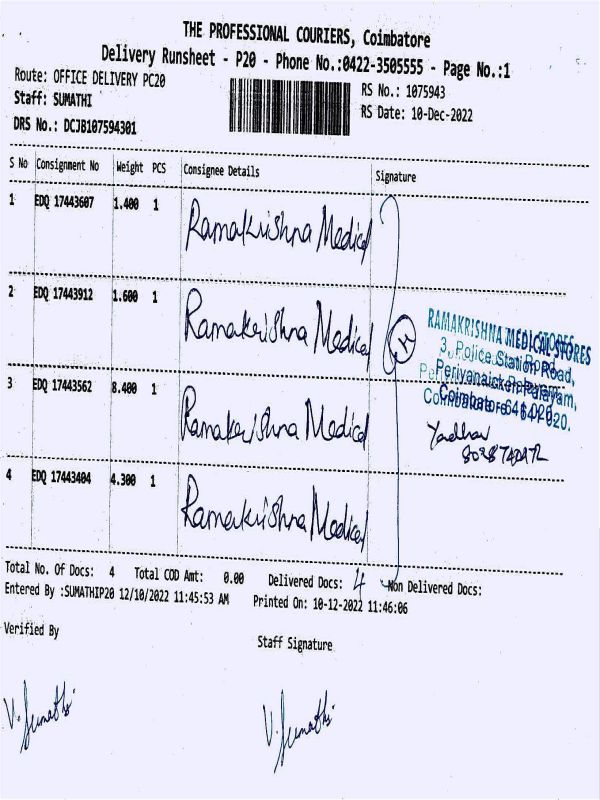 THE PROFESSIONAL COURIERS, Coimbatore
Delivery Runsheet - P20 - Phone No.:0422-3505555 - Page No.:1
Route: OFFICE DELIVERY PC20
Staff: SUMATHI
DRS No.: DCJB107594301
RS No.: 1075943
RS Date: 10-Dec-2022
S No Consignment No Weight PCS Consignee Details Signature
1 EDQ 17443607 1.400 1 Ramakrishna Medical
2 EDQ 17443912 1.600 1 Ramakrishna Medical
3 EDQ 17443562 8.400 1 Ramakrishna Medical
4 EDQ 17443404 4.300 1 Ramakrishna Medical
RAMAKRISHNA MEDICAL STORES
3, Police Station Road,
Periyanaickenpalayam,
Coimbatore - 641 020.
Total No. Of Docs: 4 Total COD Amt: 0.00 Delivered Docs: 4 Non Delivered Docs:
Entered By :SUMATHIP20 12/10/2022 11:45:53 AM Printed On: 10-12-2022 11:46:06
Verified By
Staff Signature
V. Sumathi
V. Sumathi